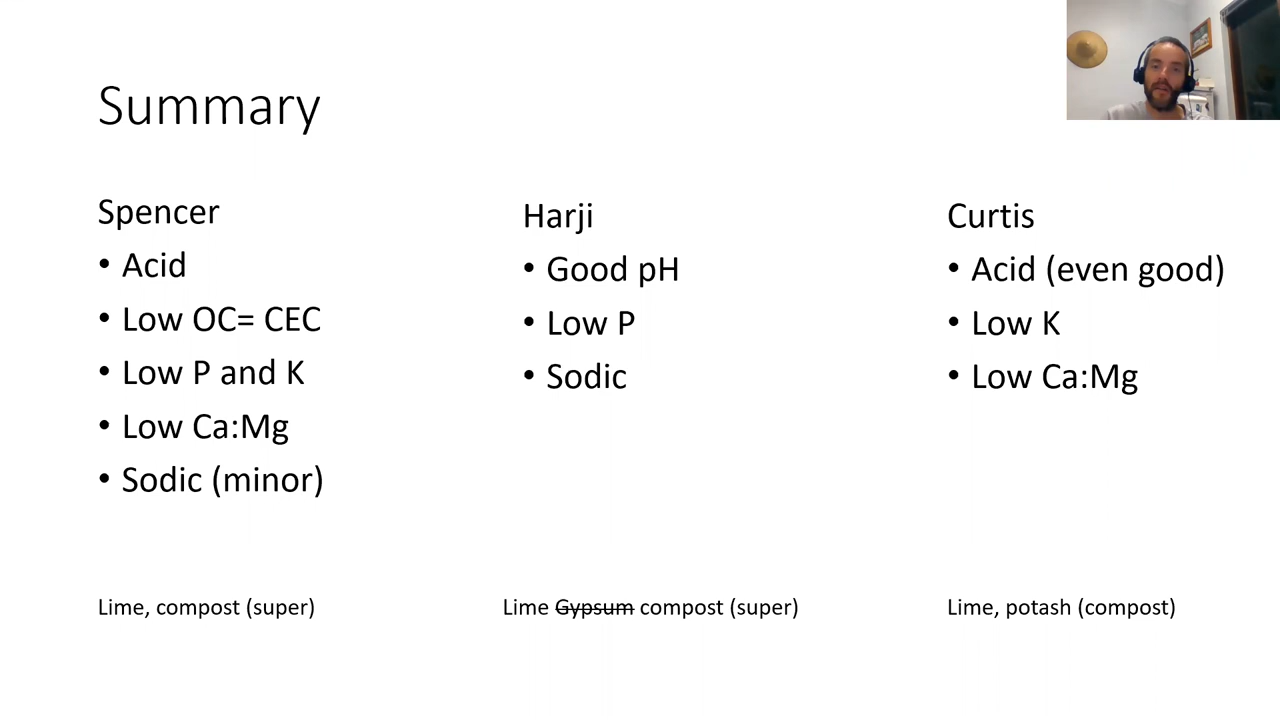 Summary
Spencer
• Acid
• Low OC= CEC
• Low P and K
• Low Ca:Mg
• Sodic (minor)
Lime, compost (super)
Harji
• Good pH
• Low P
• Sodic
Lime Gypsum compost (super)
Curtis
• Acid (even good)
• Low K
• Low Ca:Mg
Lime, potash (compost)